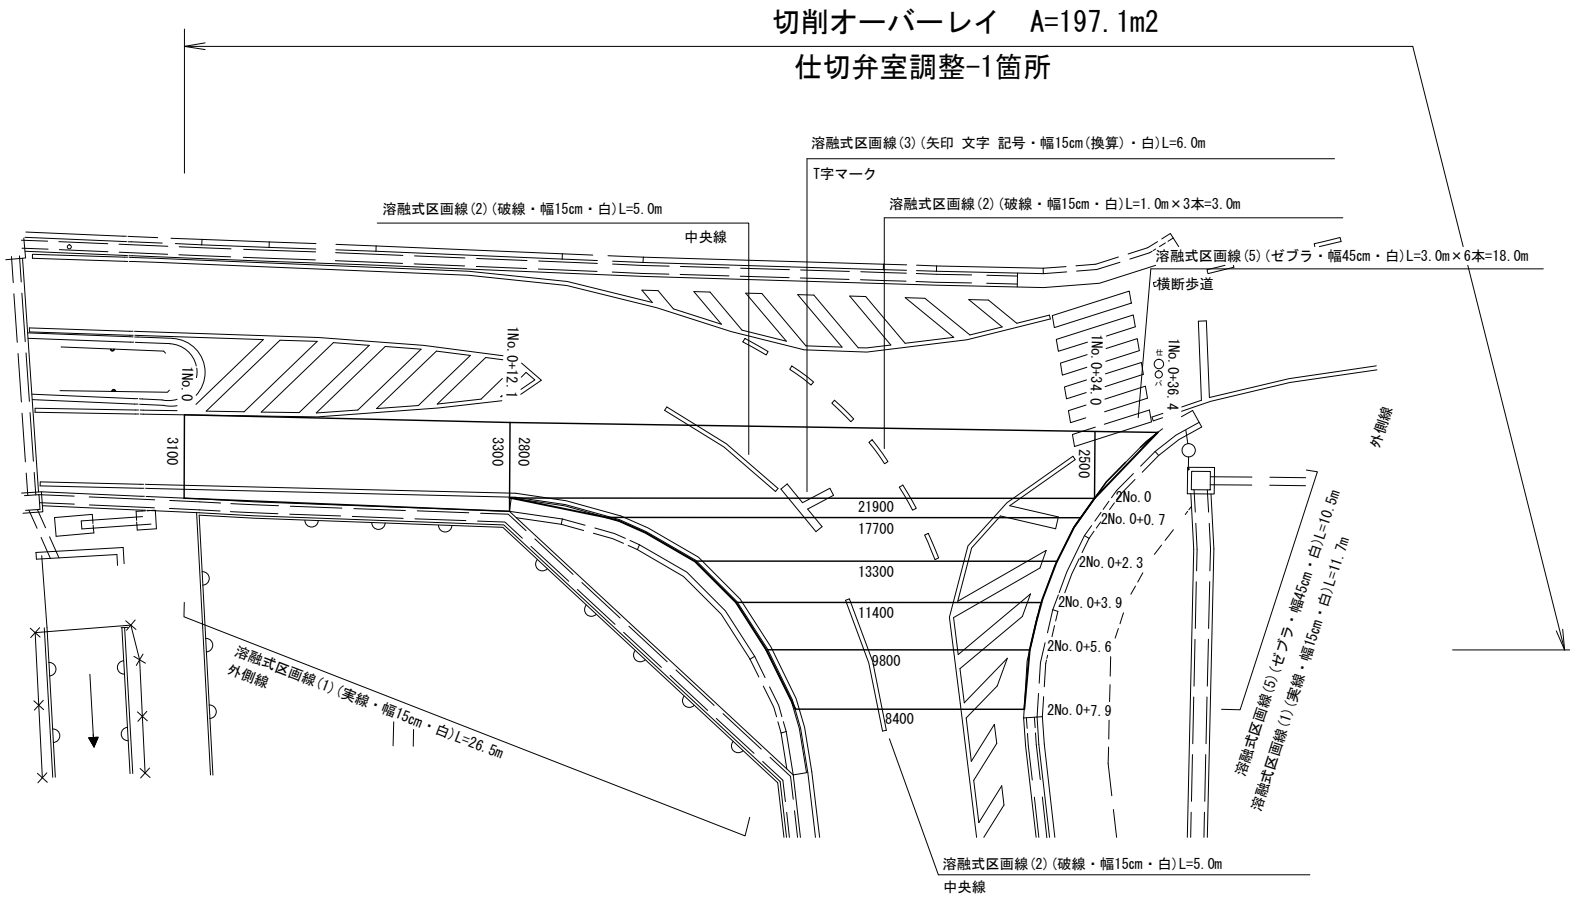 切削オーバーレイ　A=197.1m2
仕切弁室調整-1箇所
溶融式区画線(3)(矢印 文字 記号・幅15cm(換算)・白)L=6.0m
T字マーク
溶融式区画線(2)(破線・幅15cm・白)L=5.0m
中央線
溶融式区画線(2)(破線・幅15cm・白)L=1.0m×3本=3.0m
溶融式区画線(5)(ゼブラ・幅45cm・白)L=3.0m×6本=18.0m
横断歩道
1No.0
1No.0+12.1
1No.0+34.0
1No.0+36.4
外側線
3100
3300
2800
2500
2No.0
21900
2No.0+0.7
17700
2No.0+2.3
13300
2No.0+3.9
11400
2No.0+5.6
9800
2No.0+7.9
8400
溶融式区画線(1)(実線・幅15cm・白)L=26.5m
外側線
溶融式区画線(5)(ゼブラ・幅45cm・白)L=10.5m
溶融式区画線(1)(実線・幅15cm・白)L=11.7m
溶融式区画線(2)(破線・幅15cm・白)L=5.0m
中央線